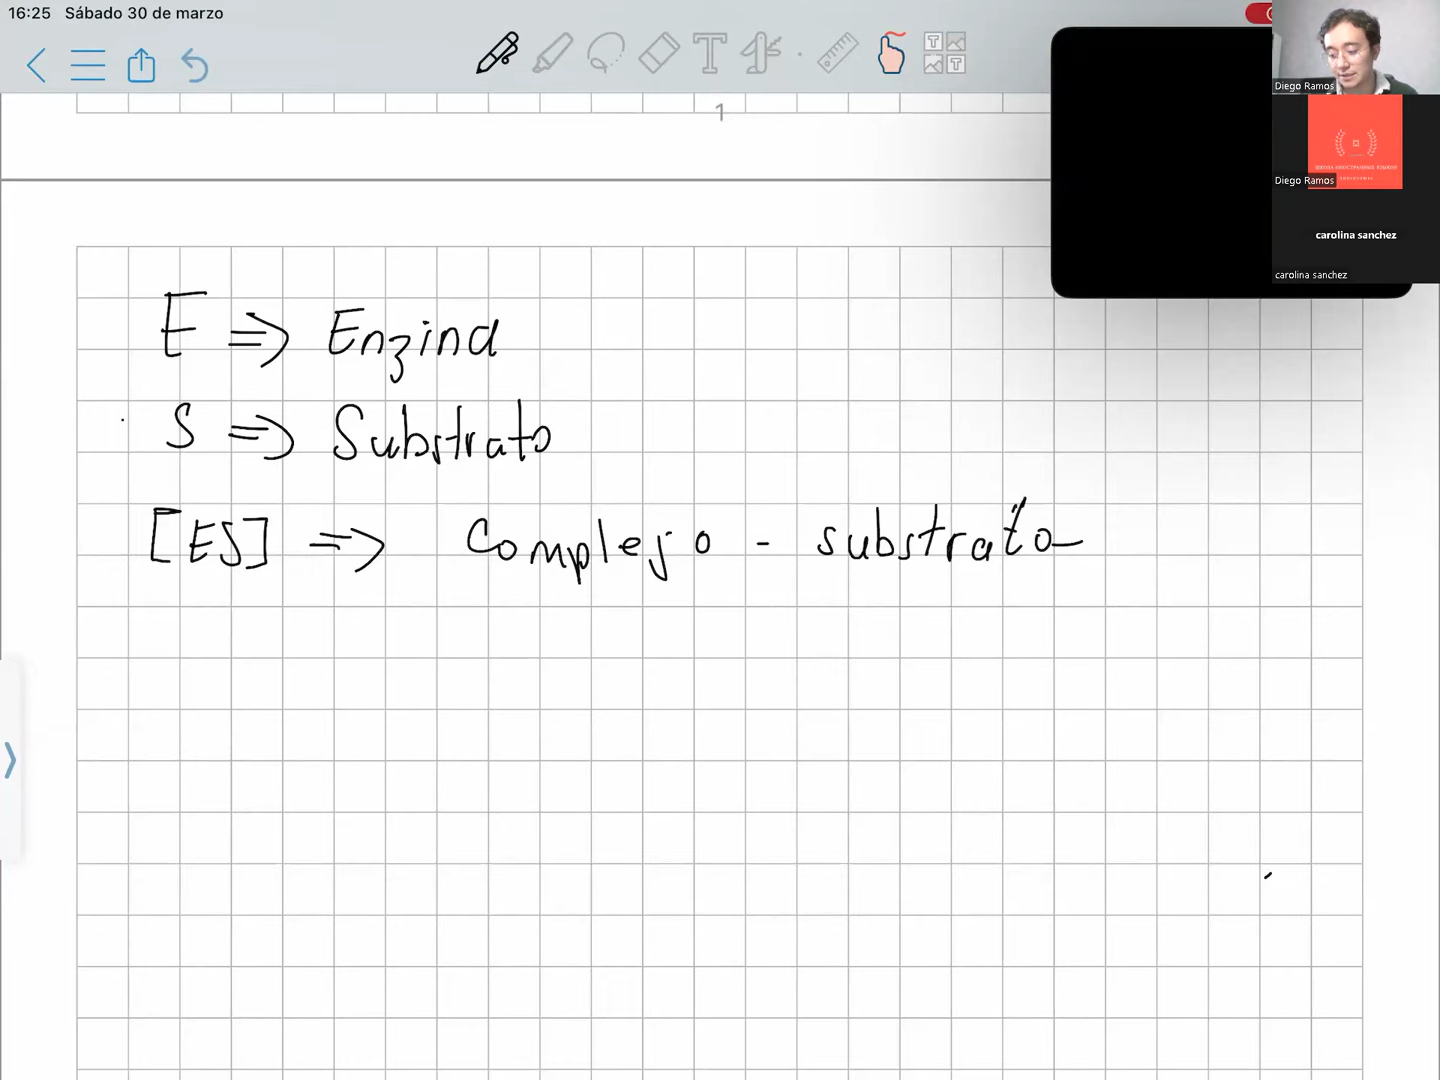 16:25 Sábado 30 de marzo
1
Diego Ramos
Diego Ramos
carolina sanchez
carolina sanchez
E => Enzima
S => Substrato
[ES] => Complejo - substrato